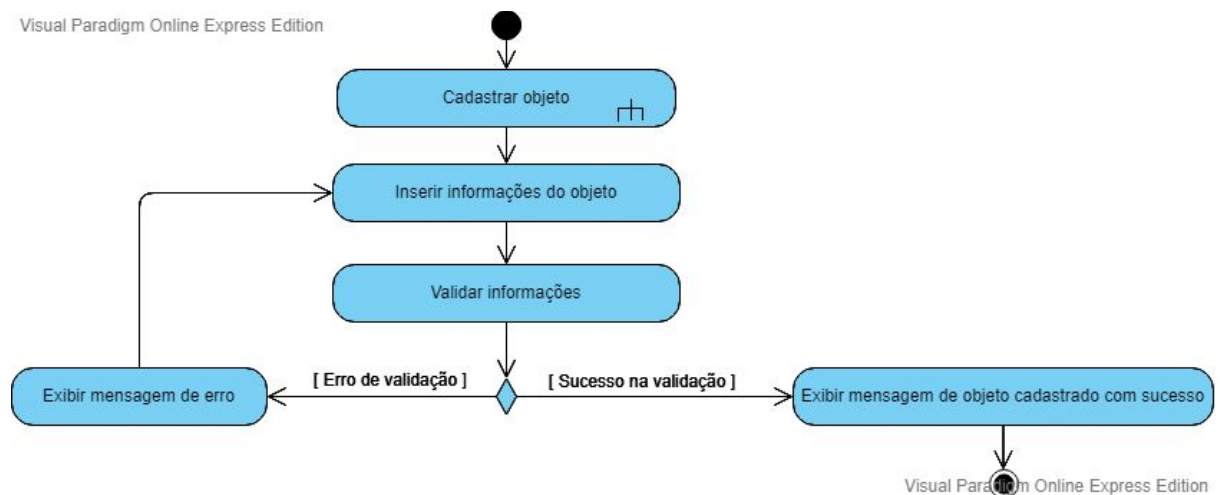 Visual Paradigm Online Express Edition
Cadastrar objeto
Inserir informações do objeto
Validar informações
[ Erro de validação ]
[ Sucesso na validação ]
Exibir mensagem de erro
Exibir mensagem de objeto cadastrado com sucesso
Visual Paradigm Online Express Edition